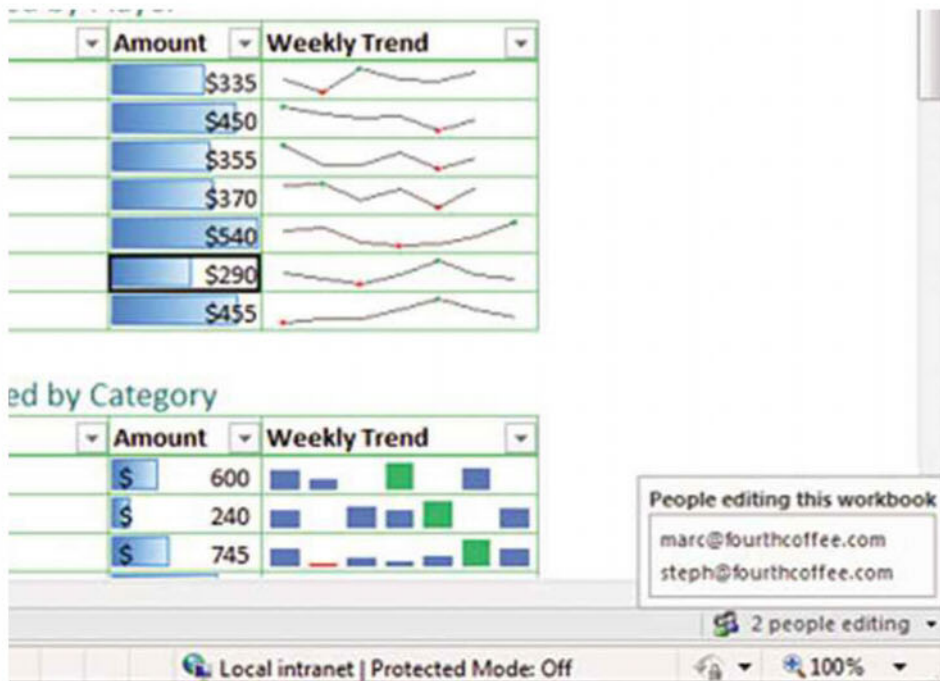 Amount Weekly Trend
$335
$450
$355
$370
$540
$290
$455
ed by Category
Amount Weekly Trend
$ 600
$ 240
$ 745
People editing this workbook
marc@fourthcoffee.com
steph@fourthcoffee.com
2 people editing
Local intranet | Protected Mode: Off
100%